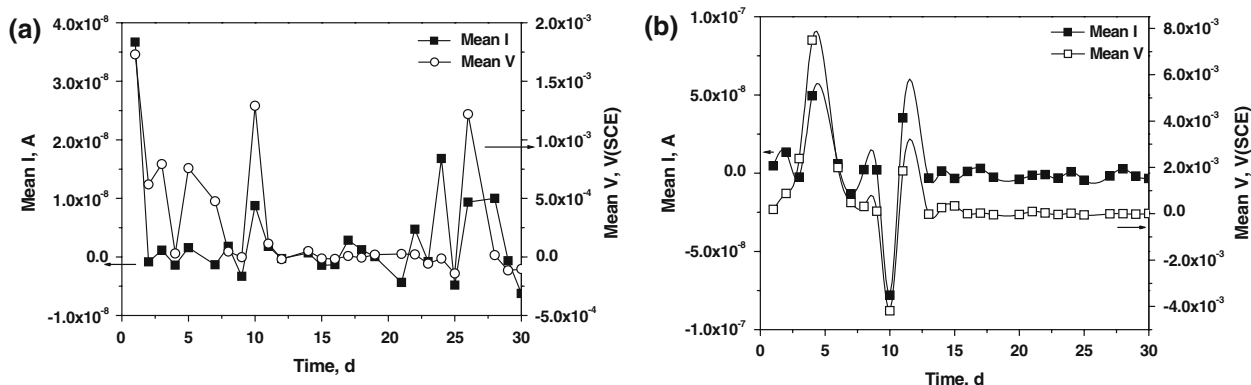 (a)
Mean I
Mean V
4.0x10⁻⁸
3.0x10⁻⁸
2.0x10⁻⁸
1.0x10⁻⁸
0.0
-1.0x10⁻⁸
Mean I, A
2.0x10⁻³
1.5x10⁻³
1.0x10⁻³
5.0x10⁻⁴
0.0
-5.0x10⁻⁴
Mean V, V(SCE)
0 5 10 15 20 25 30
Time, d
(b)
Mean I
Mean V
1.0x10⁻⁷
5.0x10⁻⁸
0.0
-5.0x10⁻⁸
-1.0x10⁻⁷
Mean I, A
8.0x10⁻³
6.0x10⁻³
4.0x10⁻³
2.0x10⁻³
0.0
-2.0x10⁻³
-4.0x10⁻³
Mean V, V(SCE)
0 5 10 15 20 25 30
Time, d